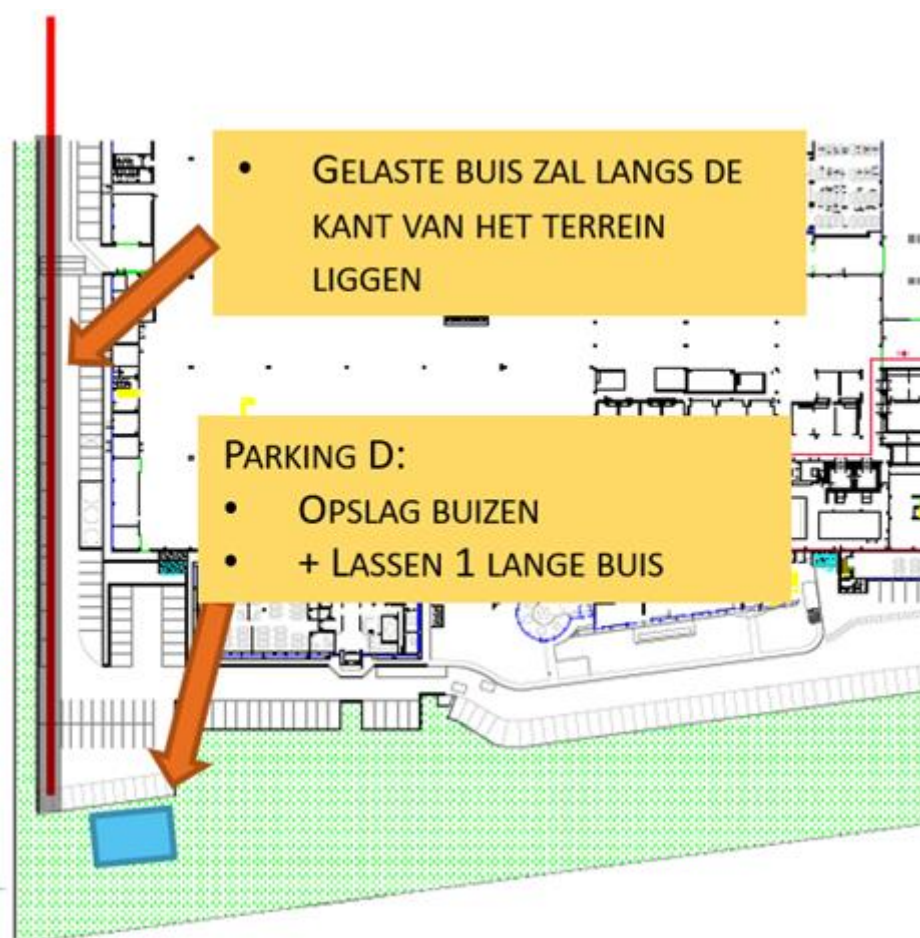 • GELASTE BUIS ZAL LANGS DE
KANT VAN HET TERREIN
LIGGEN
PARKING D:
• OPSLAG BUIZEN
• + LASSEN 1 LANGE BUIS